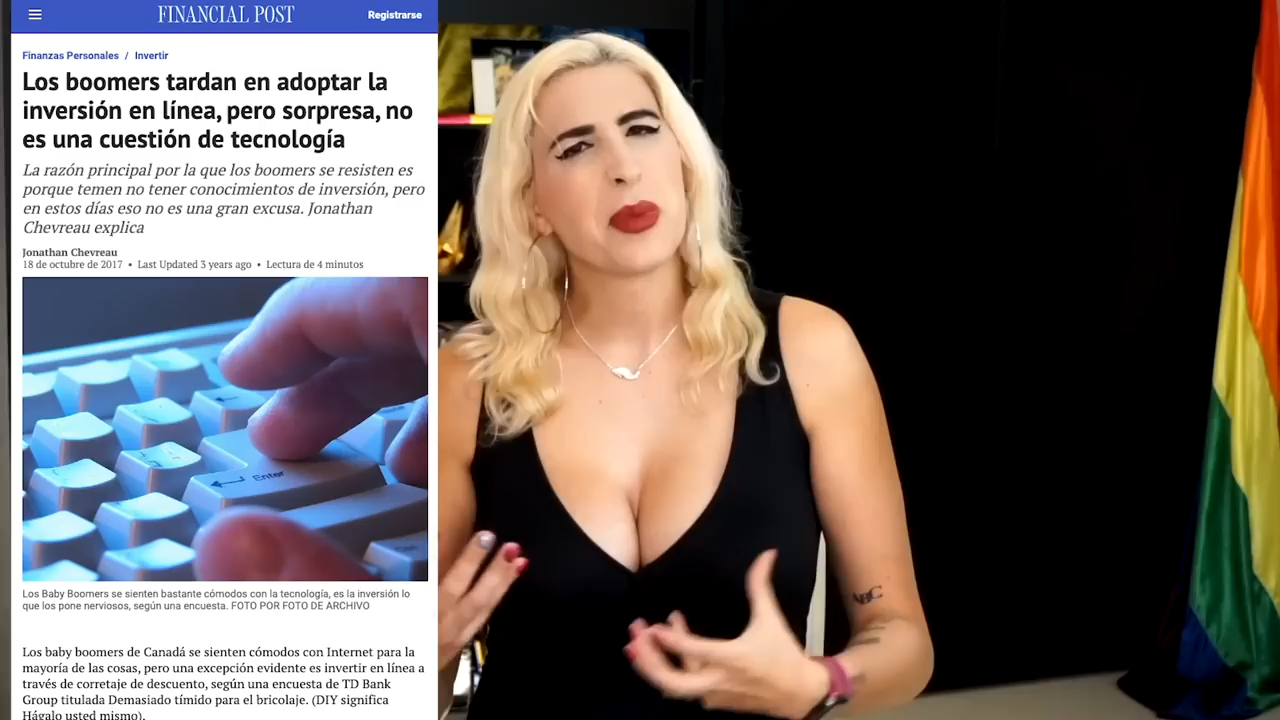 FINANCIAL POST
Registrarse
Finanzas Personales / Invertir
Los boomers tardan en adoptar la
inversión en línea, pero sorpresa, no
es una cuestión de tecnología
La razón principal por la que los boomers se resisten es
porque temen no tener conocimientos de inversión, pero
en estos días eso no es una gran excusa. Jonathan
Chevreau explica
Jonathan Chevreau
18 de octubre de 2017 • Last Updated 3 years ago • Lectura de 4 minutos
Enter
Los Baby Boomers se sienten bastante cómodos con la tecnología, es la inversión lo
que los pone nerviosos, según una encuesta. FOTO POR FOTO DE ARCHIVO
Los baby boomers de Canadá se sienten cómodos con Internet para la
mayoría de las cosas, pero una excepción evidente es invertir en línea a
través de corretaje de descuento, según una encuesta de TD Bank
Group titulada Demasiado tímido para el bricolaje. (DIY significa
Hágalo usted mismo).